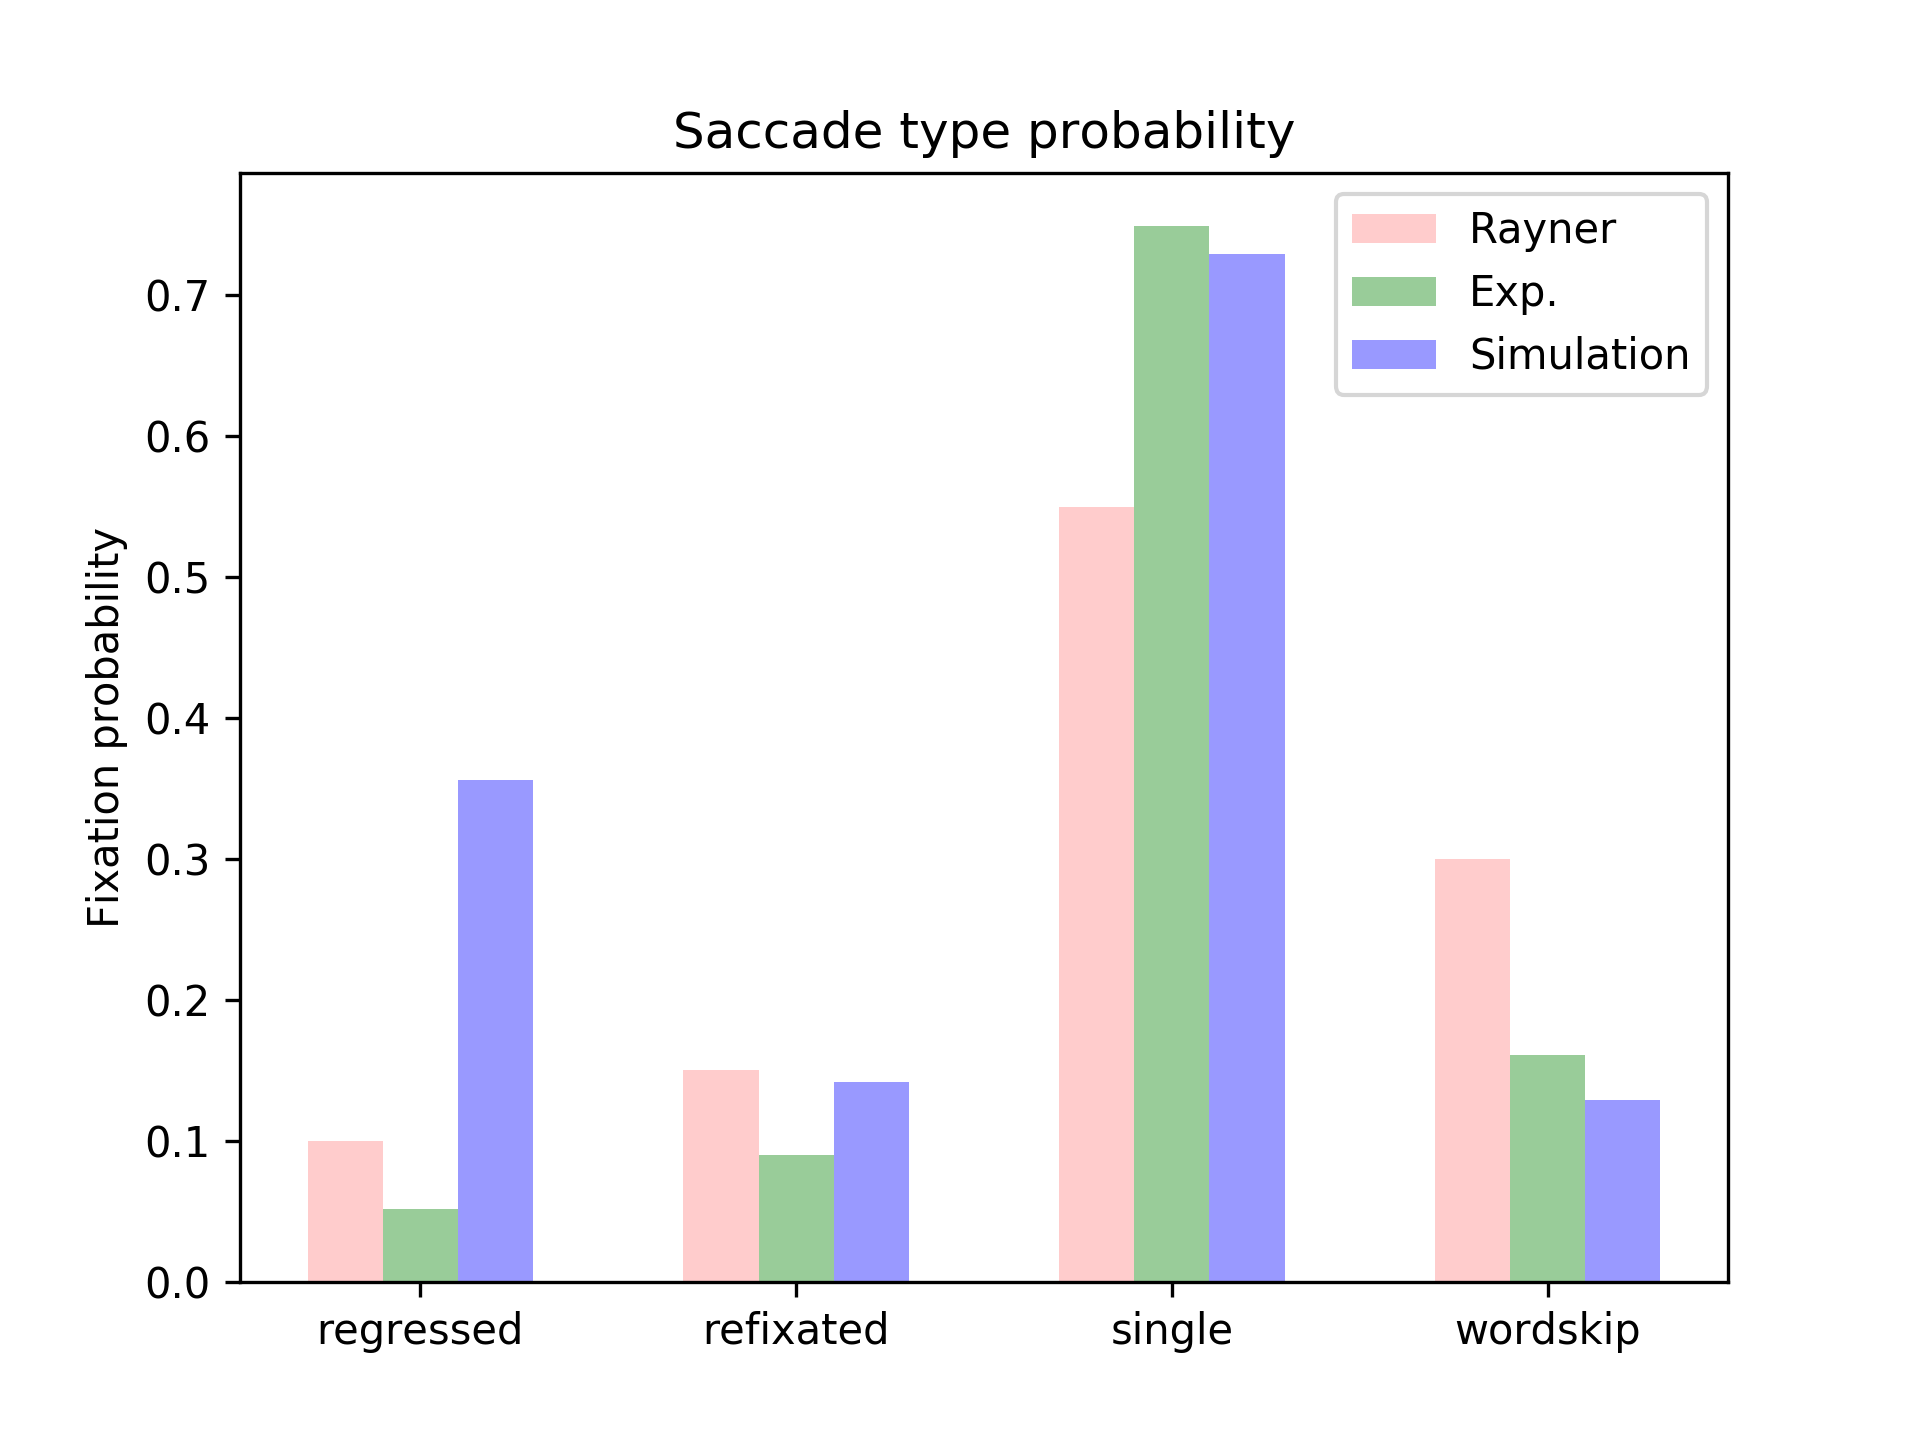 Saccade type probability
Rayner
Exp.
Simulation
Fixation probability
0.7
0.6
0.5
0.4
0.3
0.2
0.1
0.0
regressed refixated single wordskip